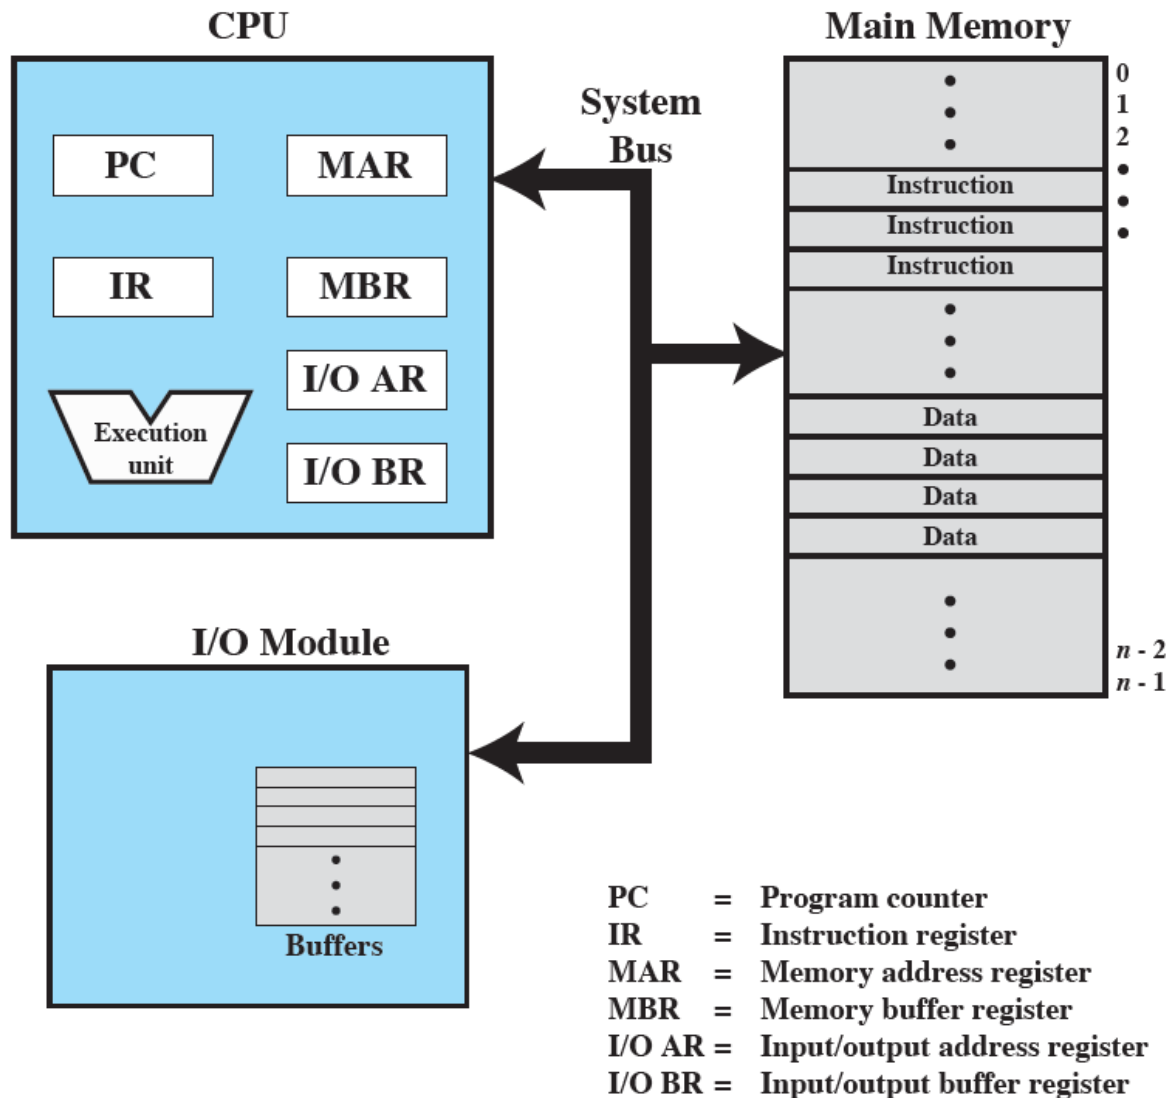 CPU
PC
MAR
IR
MBR
I/O AR
Execution
unit
I/O BR
System
Bus
Main Memory
0
1
2
Instruction
Instruction
Instruction
Data
Data
Data
Data
n - 2
n - 1
I/O Module
Buffers
PC = Program counter
IR = Instruction register
MAR = Memory address register
MBR = Memory buffer register
I/O AR = Input/output address register
I/O BR = Input/output buffer register